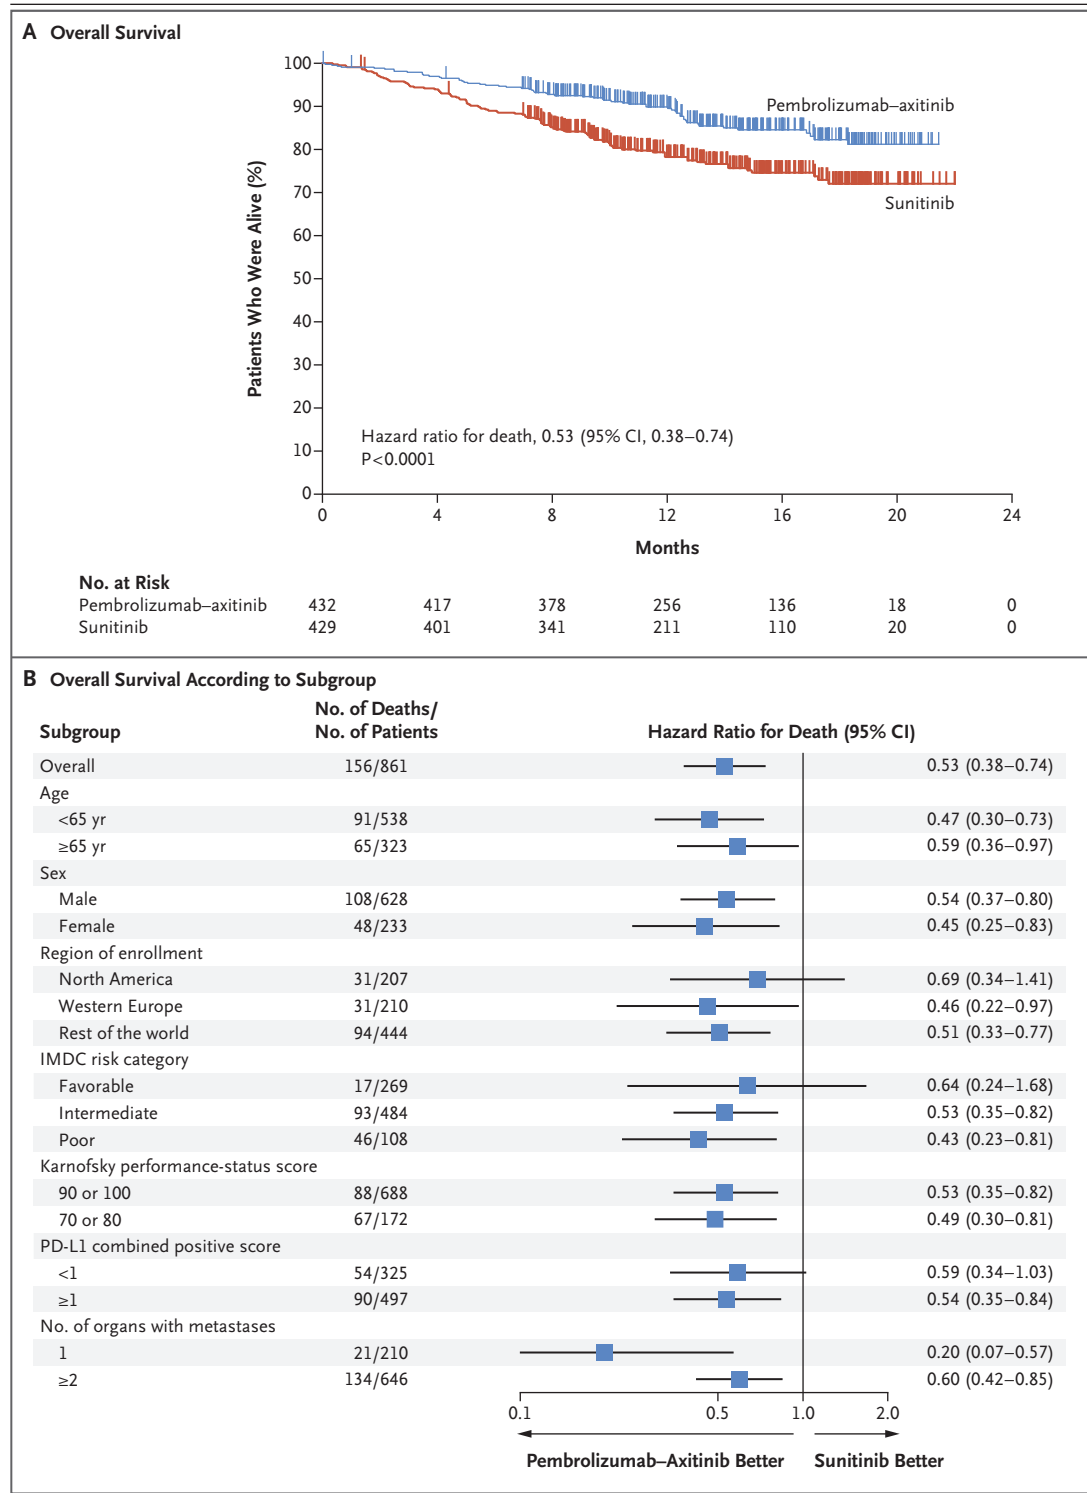 A Overall Survival
100
90
80
70
60
50
40
30
20
10
0
Patients Who Were Alive (%)
Pembrolizumab–axitinib
Sunitinib
Hazard ratio for death, 0.53 (95% CI, 0.38–0.74)
P<0.0001
0 4 8 12 16 20 24
Months
No. at Risk
Pembrolizumab–axitinib 432 417 378 256 136 18 0
Sunitinib 429 401 341 211 110 20 0
B Overall Survival According to Subgroup
Subgroup No. of Deaths/ No. of Patients Hazard Ratio for Death (95% CI)
Overall 156/861 0.53 (0.38–0.74)
Age
<65 yr 91/538 0.47 (0.30–0.73)
≥65 yr 65/323 0.59 (0.36–0.97)
Sex
Male 108/628 0.54 (0.37–0.80)
Female 48/233 0.45 (0.25–0.83)
Region of enrollment
North America 31/207 0.69 (0.34–1.41)
Western Europe 31/210 0.46 (0.22–0.97)
Rest of the world 94/444 0.51 (0.33–0.77)
IMDC risk category
Favorable 17/269 0.64 (0.24–1.68)
Intermediate 93/484 0.53 (0.35–0.82)
Poor 46/108 0.43 (0.23–0.81)
Karnofsky performance-status score
90 or 100 88/688 0.53 (0.35–0.82)
70 or 80 67/172 0.49 (0.30–0.81)
PD-L1 combined positive score
<1 54/325 0.59 (0.34–1.03)
≥1 90/497 0.54 (0.35–0.84)
No. of organs with metastases
1 21/210 0.20 (0.07–0.57)
≥2 134/646 0.60 (0.42–0.85)
0.1 0.5 1.0 2.0
Pembrolizumab–Axitinib Better Sunitinib Better